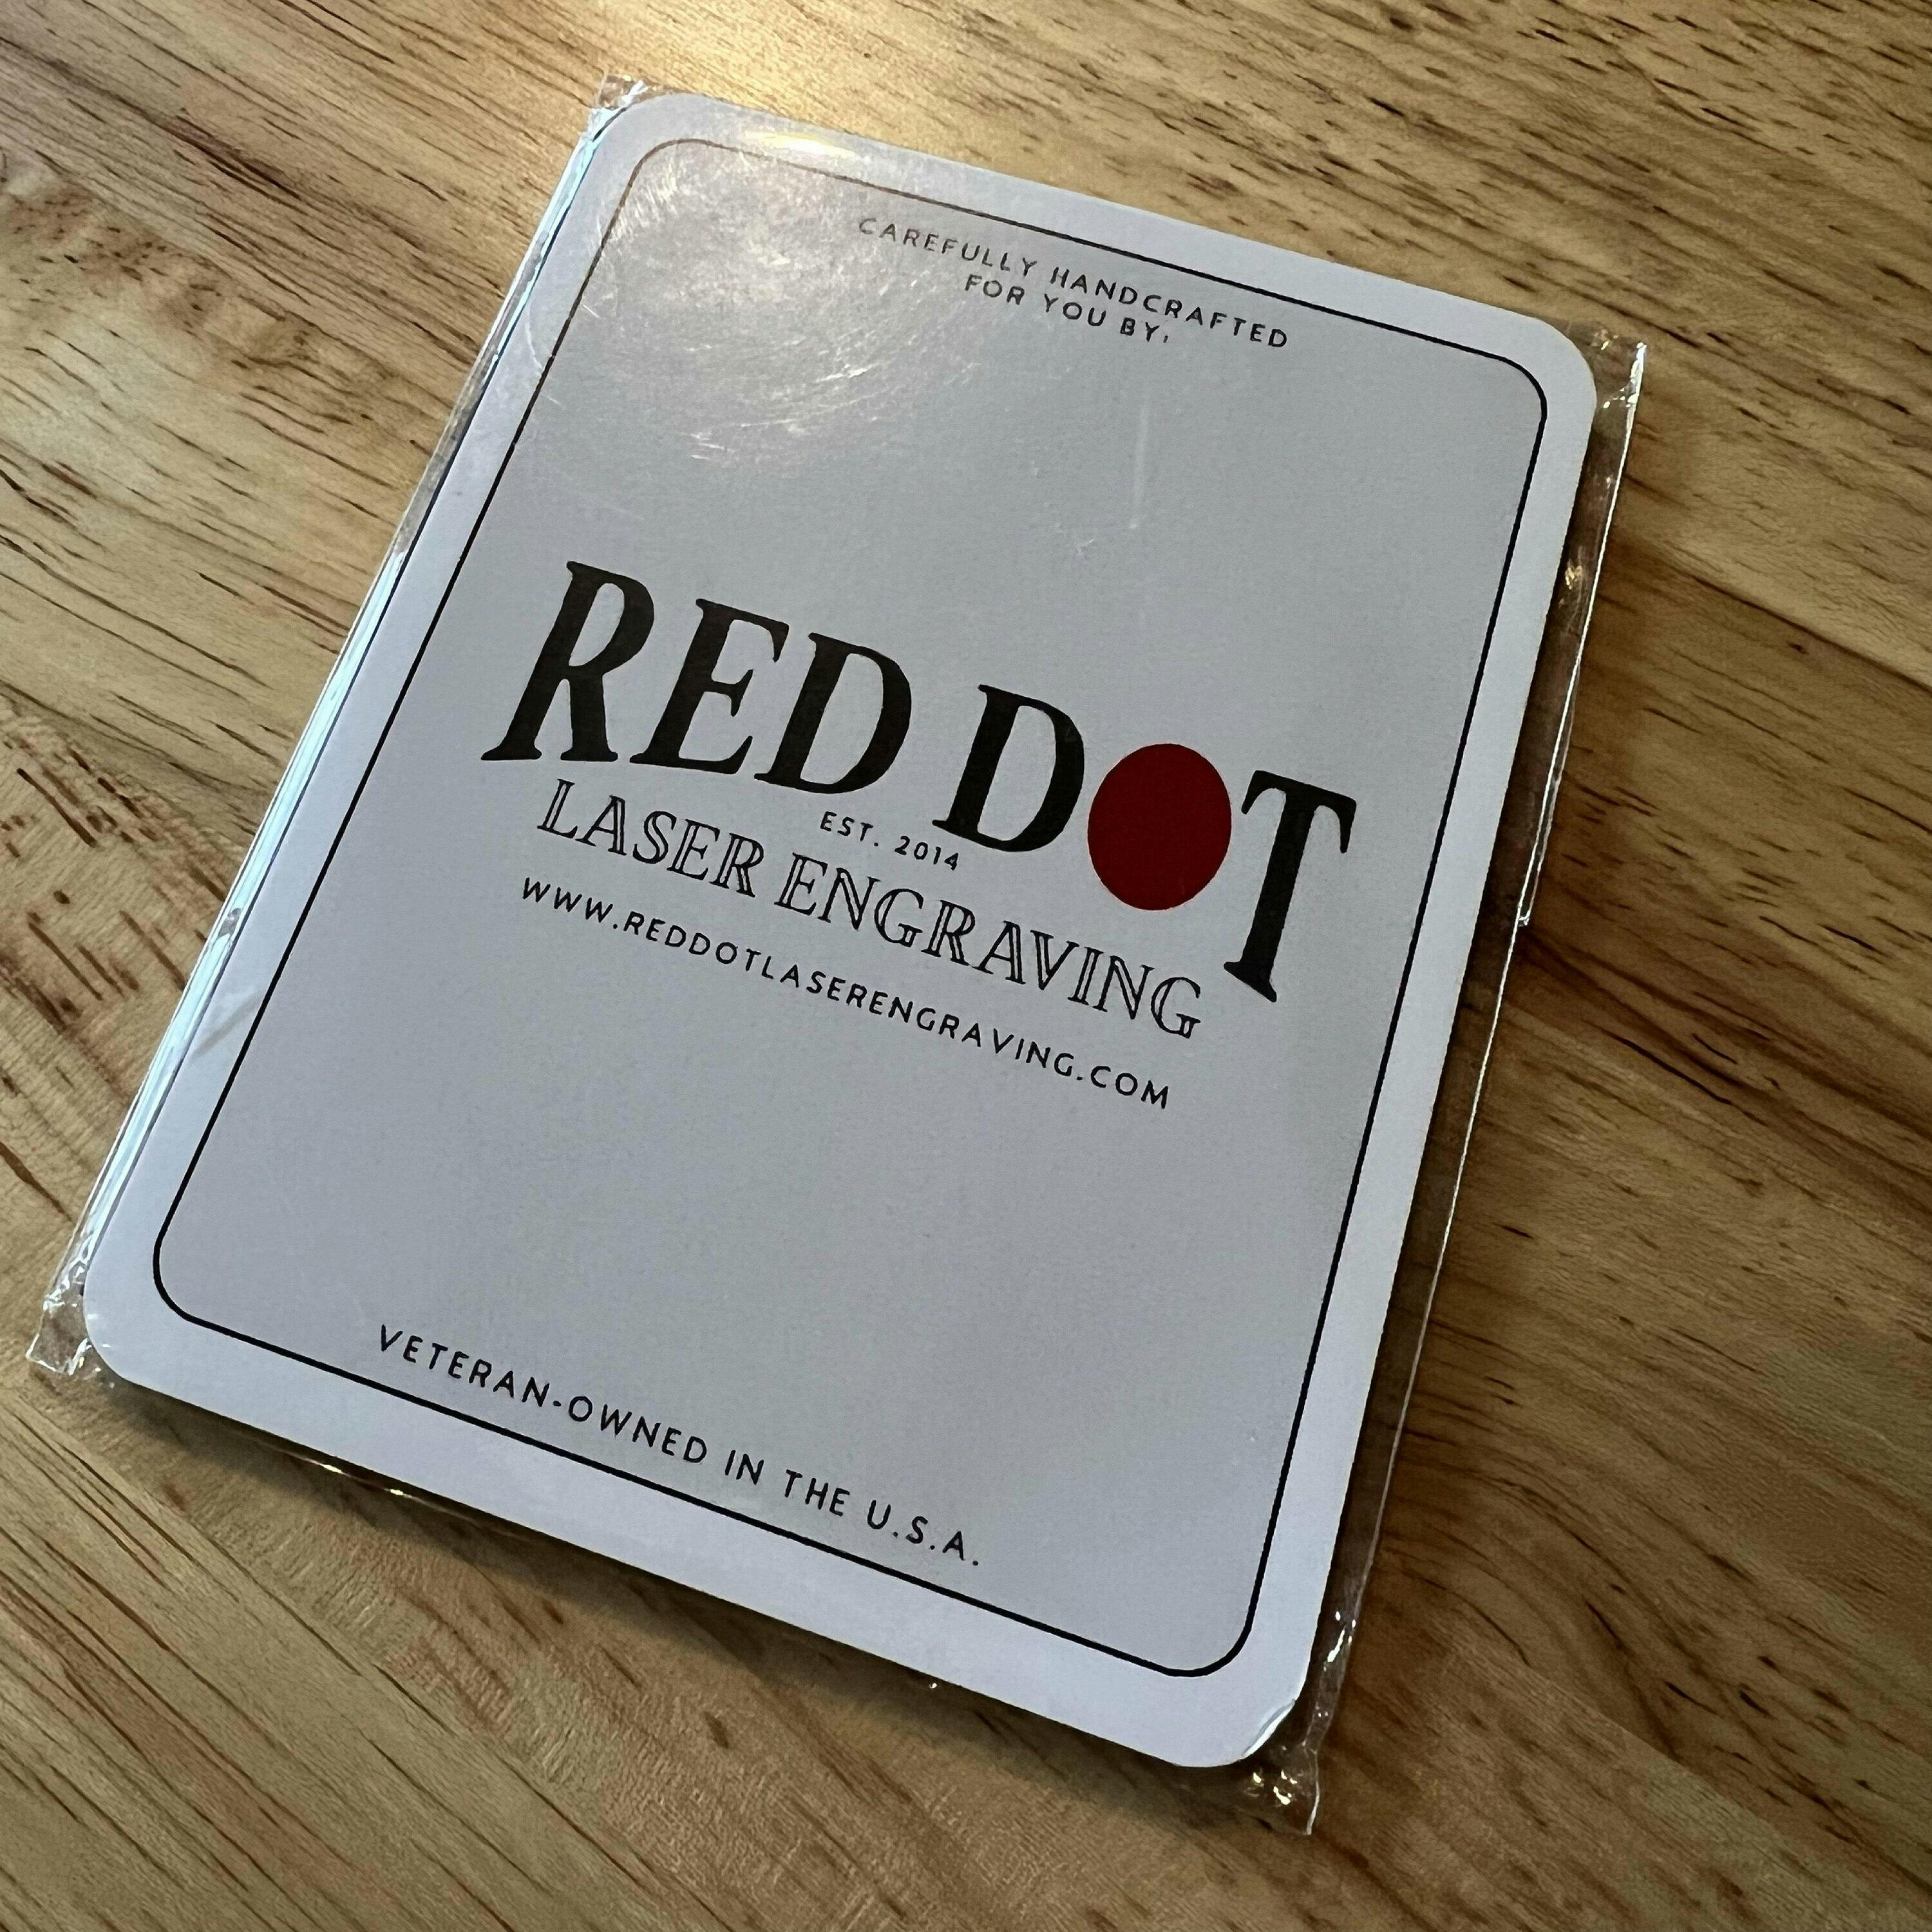 CAREFULLY HANDCRAFTED
FOR YOU BY:
RED DOT
EST. 2014
LASER ENGRAVING
WWW.REDDOTLASERENGRAVING.COM
VETERAN-OWNED IN THE U.S.A.